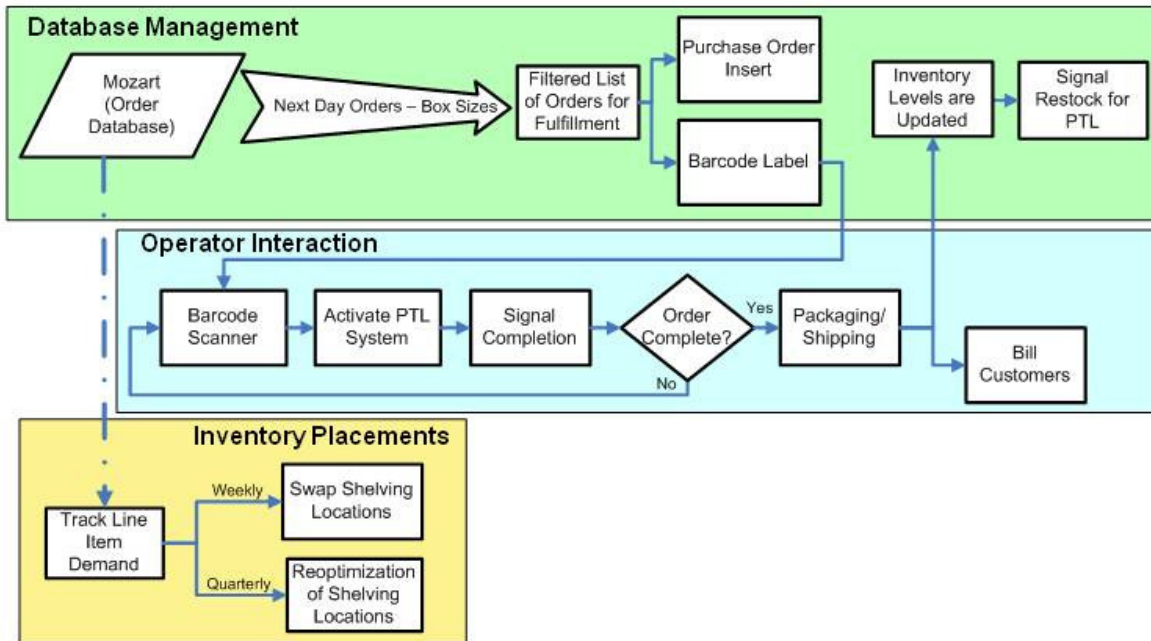 Database Management
Mozart
(Order
Database)
Next Day Orders – Box Sizes
Filtered List
of Orders for
Fulfillment
Purchase Order
Insert
Barcode Label
Inventory
Levels are
Updated
Signal
Restock for
PTL
Operator Interaction
Barcode
Scanner
Activate PTL
System
Signal
Completion
Order
Complete?
Yes
No
Packaging/
Shipping
Bill
Customers
Inventory Placements
Track Line
Item
Demand
Weekly
Swap Shelving
Locations
Quarterly
Reoptimization
of Shelving
Locations